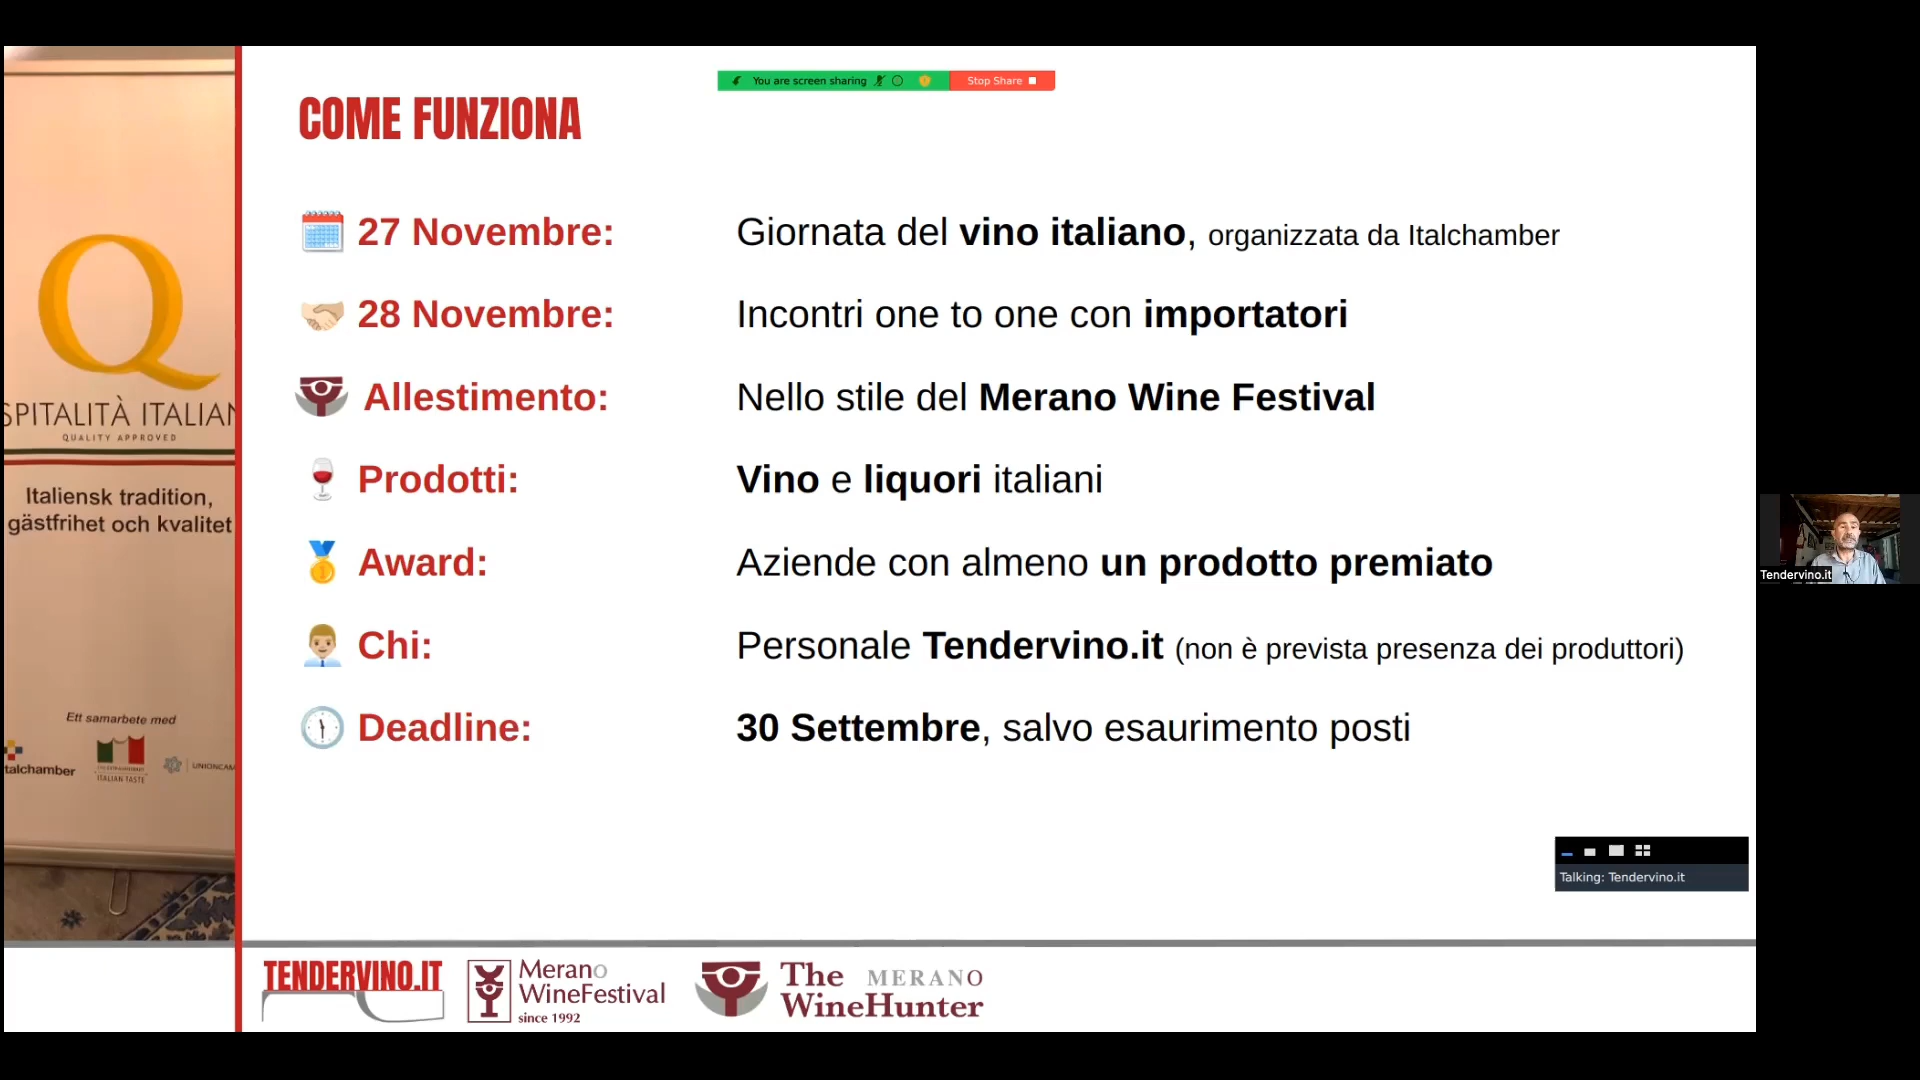 You are screen sharing
Stop Share
COME FUNZIONA
27 Novembre: Giornata del vino italiano, organizzata da Italchamber
28 Novembre: Incontri one to one con importatori
Allestimento: Nello stile del Merano Wine Festival
Prodotti: Vino e liquori italiani
Award: Aziende con almeno un prodotto premiato
Chi: Personale Tendervino.it (non è prevista presenza dei produttori)
Deadline: 30 Settembre, salvo esaurimento posti
Q
SPITALITÀ ITALIAN
QUALITY APPROVED
Italiensk tradition,
gästfrihet och kvalitet
Ett samarbete med
talchamber
ITALIAN TASTE
UNIONCAM
Talking: Tendervino.it
Tendervino.it
TENDERVINO.IT
Merano
WineFestival
since 1992
The MERANO
WineHunter